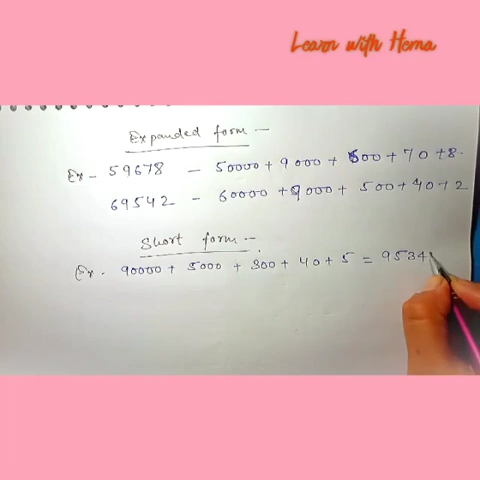 Learn with Hema
Expanded form -
Ex - 59678 - 50000 + 9000 + 600 + 70 + 8.
69542 - 60000 + 9000 + 500 + 40 + 2
Short form -
Ex. 90000 + 5000 + 300 + 40 + 5 = 9534